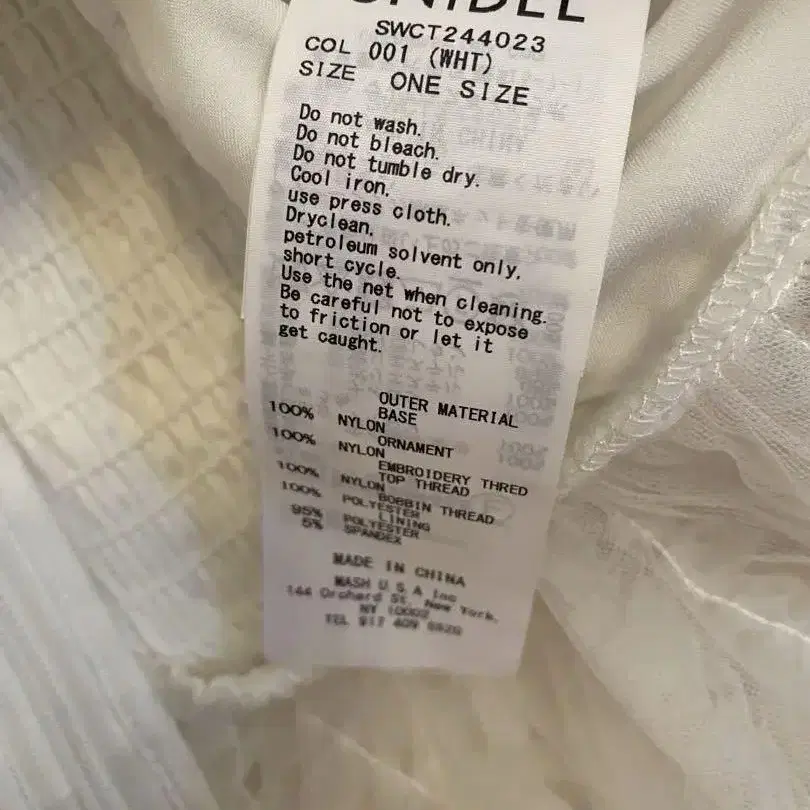 SNIDEL
SWCT244023
COL 001 (WHT)
SIZE ONE SIZE
Do not wash.
Do not bleach.
Do not tumble dry.
Cool iron.
use press cloth.
Dryclean.
petroleum solvent only.
short cycle.
Use the net when cleaning.
Be careful not to expose
to friction or let it
get caught.
OUTER MATERIAL
BASE
100% NYLON
ORNAMENT
100% NYLON
EMBROIDERY THRED
TOP THREAD
100% NYLON
BOBBIN THREAD
100% POLYESTER
LINING
95% POLYESTER
5% SPANDEX
MADE IN CHINA
MASH U S A Inc
144 Orchard St, New York,
NY 10002
TEL 917 409